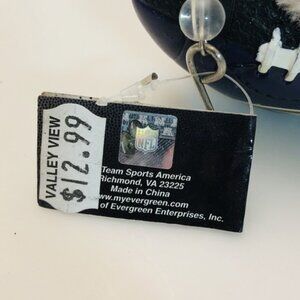 VALLEY VIEW
$12.99
NFL
Team Sports America
Richmond, VA 23225
Made in China
www.myevergreen.com
of Evergreen Enterprises, Inc.